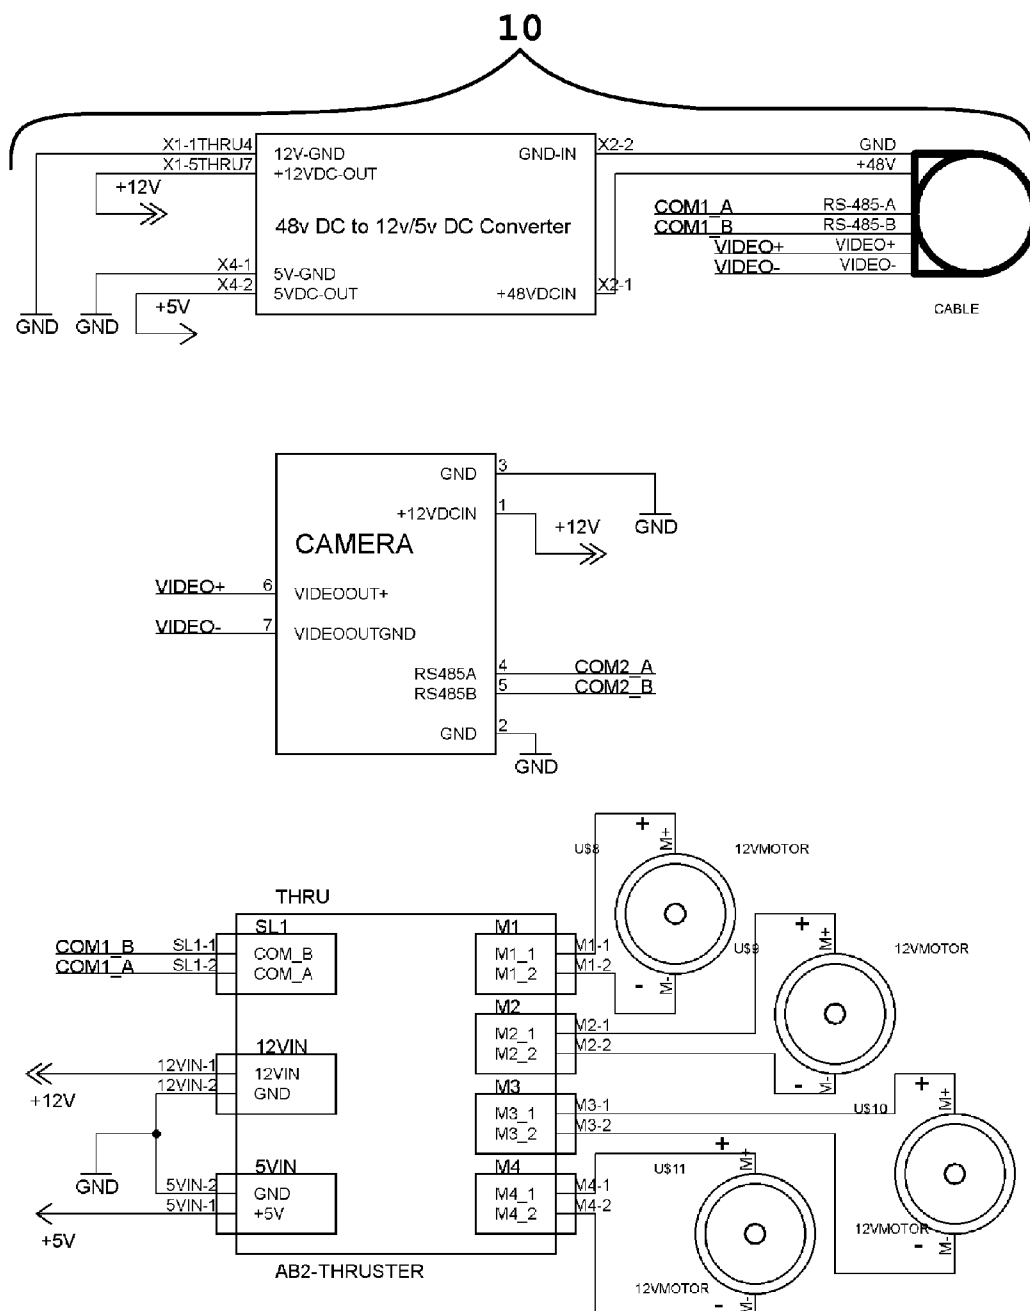 10
X1-1THRU4
12V-GND
GND-IN
X2-2
GND
X1-5THRU7
+12VDC-OUT
+48V
+12V
COM1_A
RS-485-A
48v DC to 12v/5v DC Converter
COM1_B
RS-485-B
VIDEO+
VIDEO+
X4-1
5V-GND
VIDEO-
VIDEO-
X4-2
5VDC-OUT
+48VDCIN
X2-1
+5V
CABLE
GND
GND
GND
3
+12VDCIN
1
+12V
GND
CAMERA
VIDEO+
6
VIDEOOUT+
VIDEO-
7
VIDEOOUTGND
RS485A
4
COM2_A
RS485B
5
COM2_B
GND
2
GND
+
M+
U$8
12VMOTOR
THRU
SL1
M1
+
M+
COM1_B
SL1-1
COM_B
M1_1
M1-1
U$9
12VMOTOR
COM1_A
SL1-2
COM_A
M1_2
M1-2
-
M-
M2
M2_1
M2-1
12VIN
M2_2
M2-2
12VIN-1
12VIN
-
M-
+
M+
12VIN-2
GND
M3
+12V
M3_1
M3-1
U$10
M3_2
M3-2
+
M+
5VIN
M4
U$11
GND
5VIN-2
GND
M4_1
M4-1
5VIN-1
+5V
M4_2
M4-2
12VMOTOR
+5V
-
M-
AB2-THRUSTER
12VMOTOR
-
M-